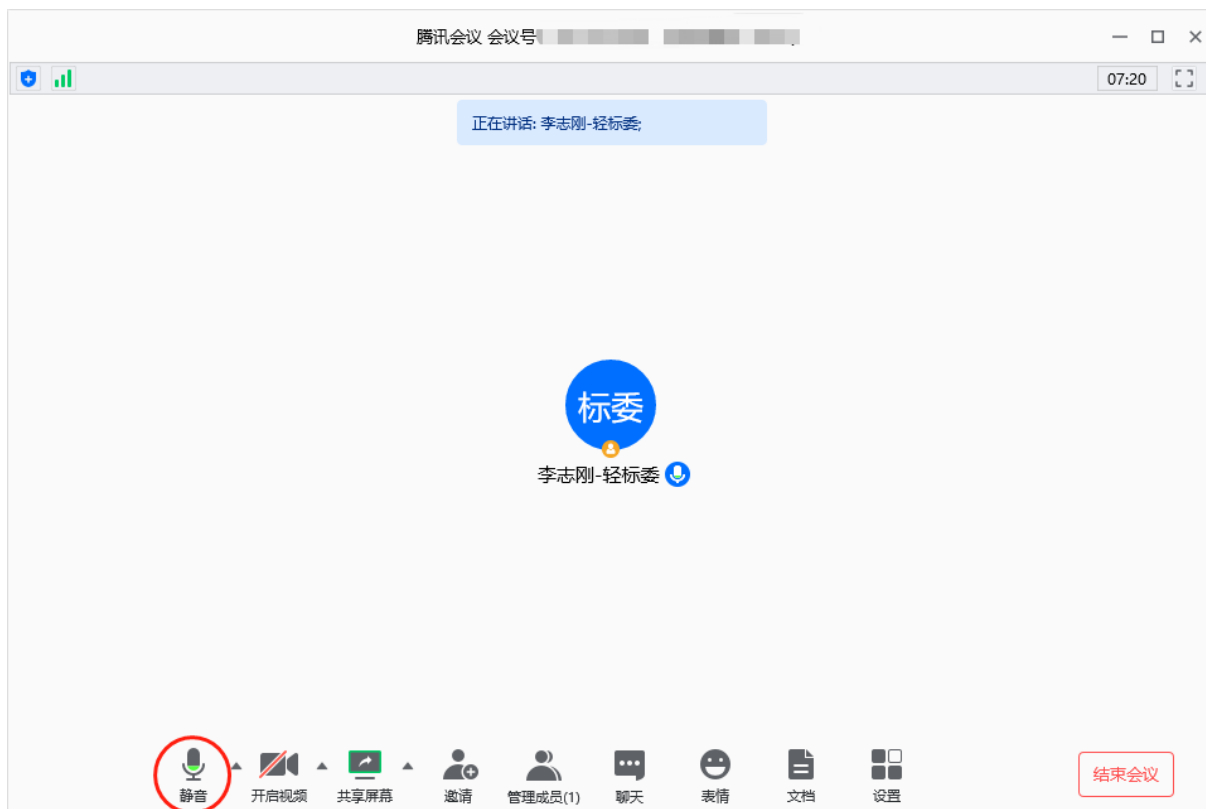 腾讯会议 会议号
07:20
正在讲话: 李志刚-轻标委;
标委
李志刚-轻标委
静音 开启视频 共享屏幕 邀请 管理成员(1) 聊天 表情 文档 设置 结束会议